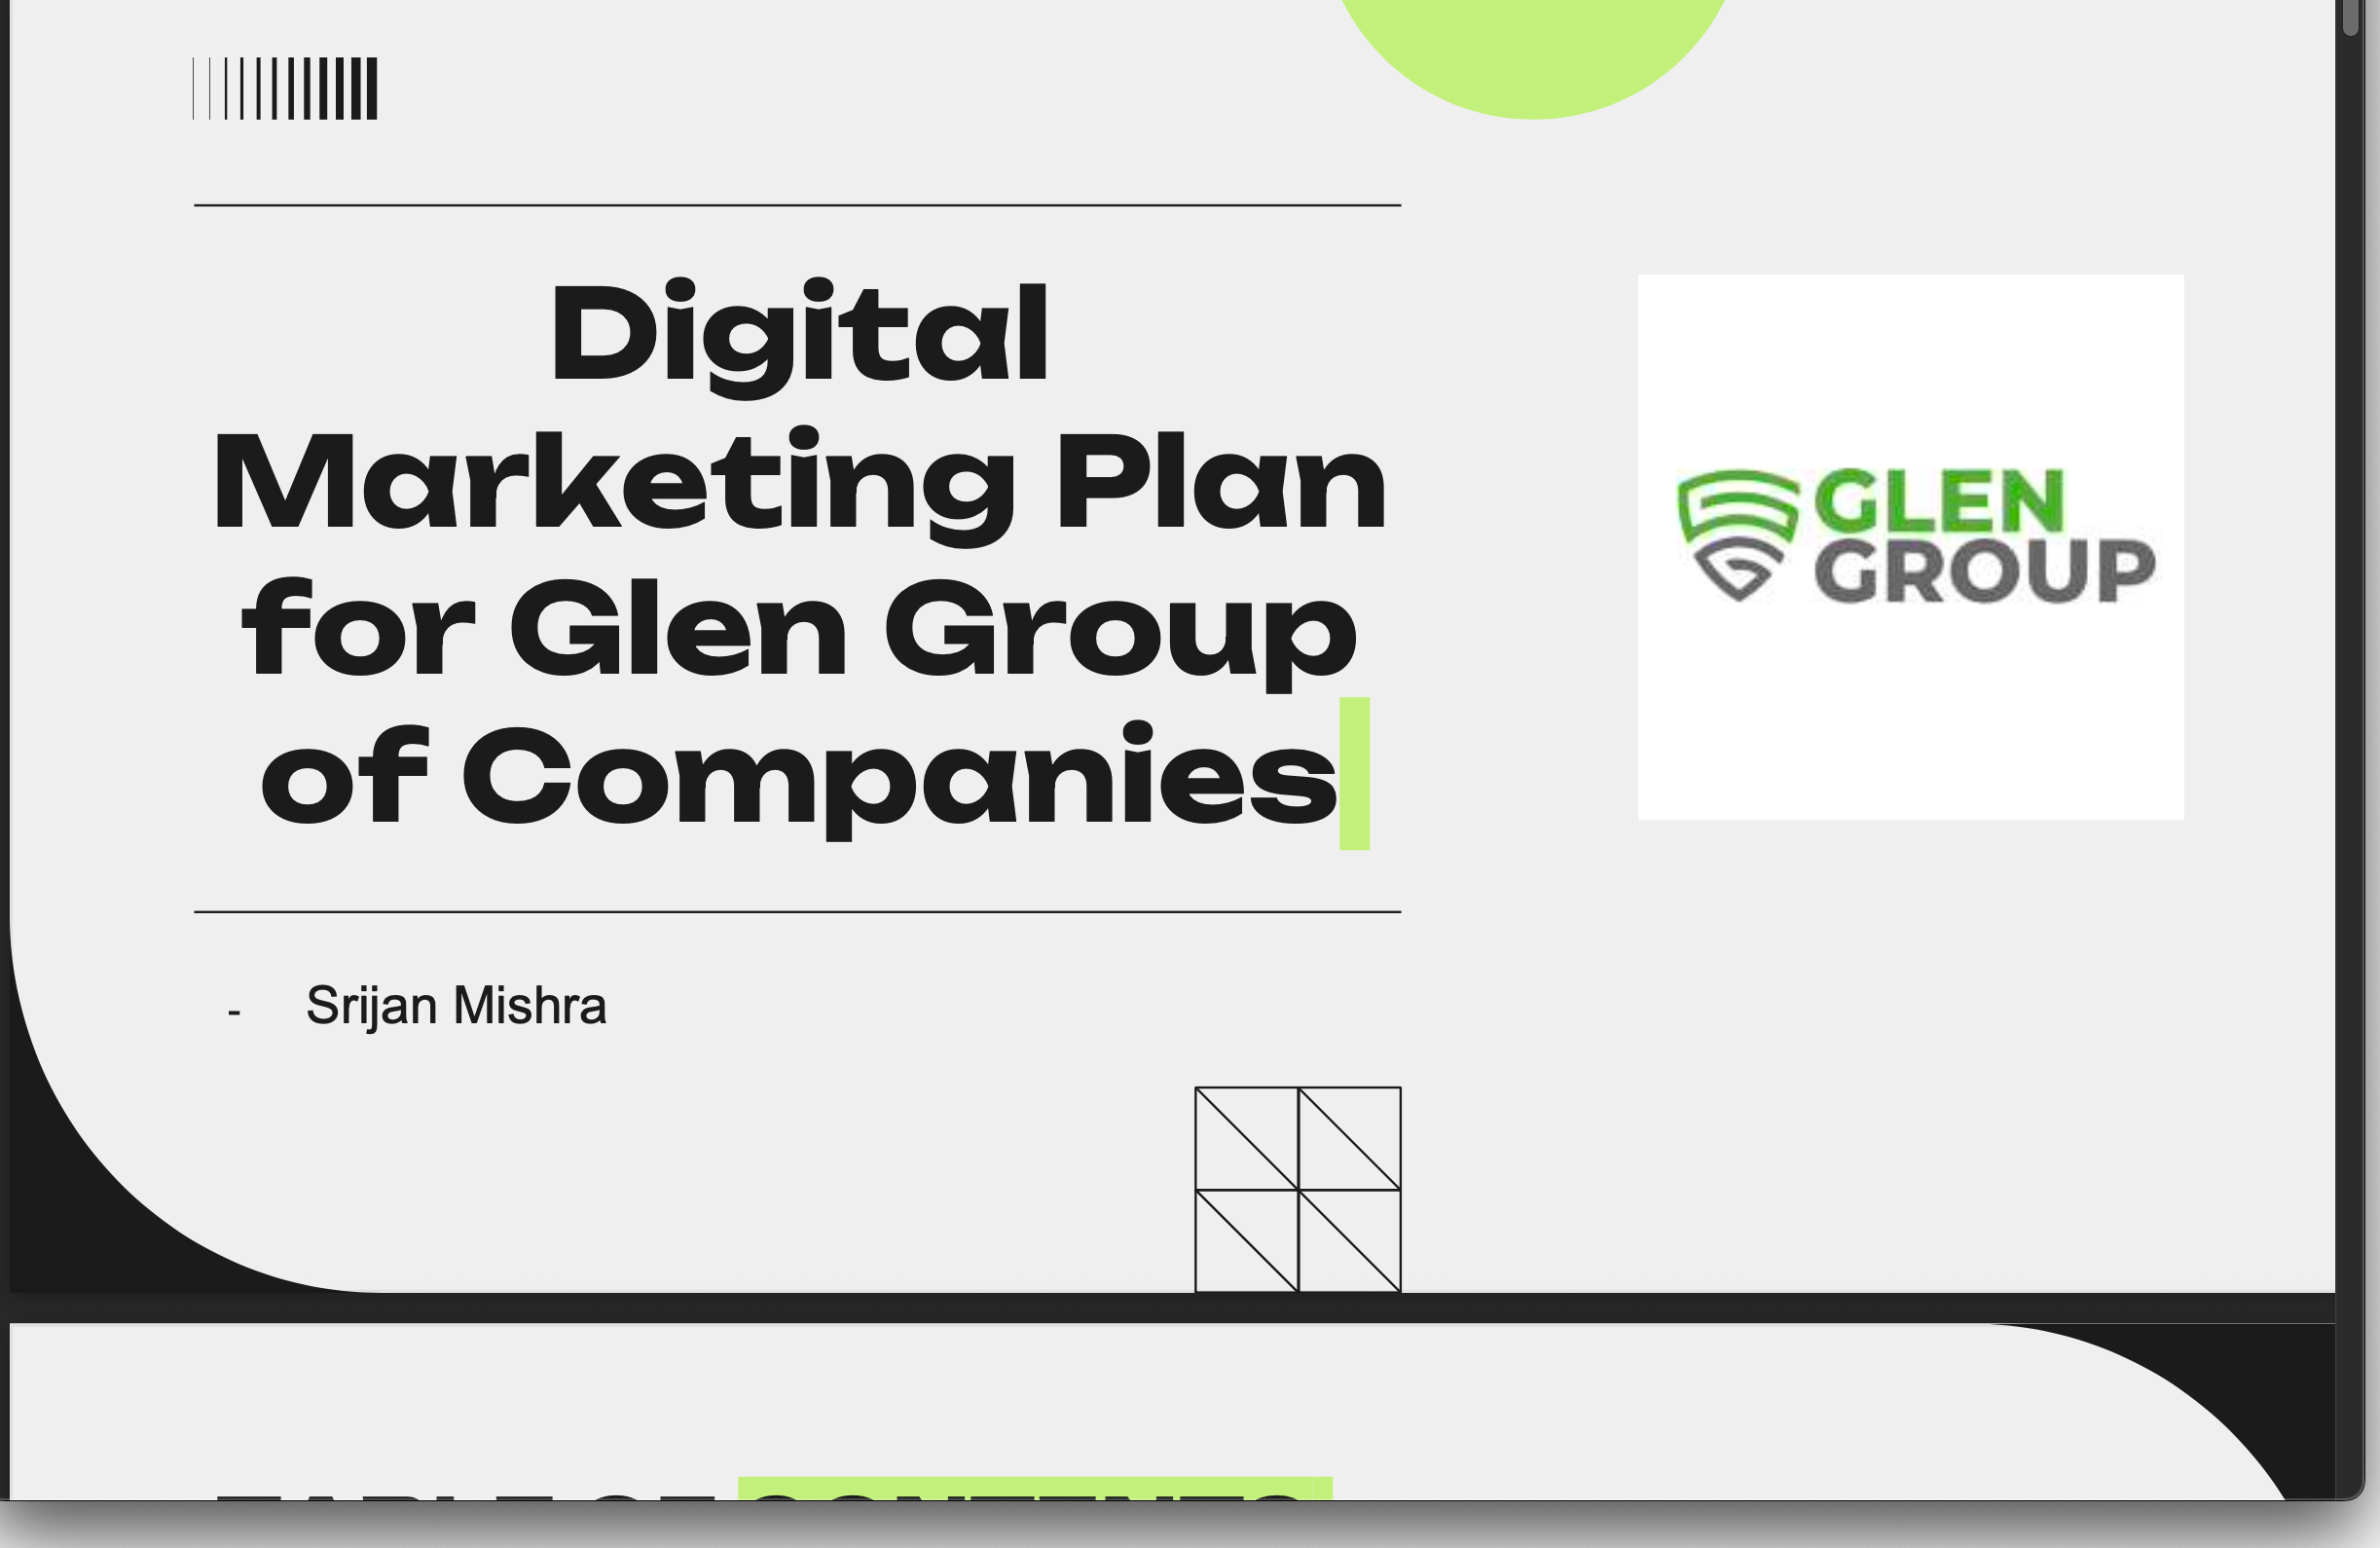 Digital
Marketing Plan
for Glen Group
of Companies
GLEN
GROUP
- Srijan Mishra
TABLE OF CONTENTS